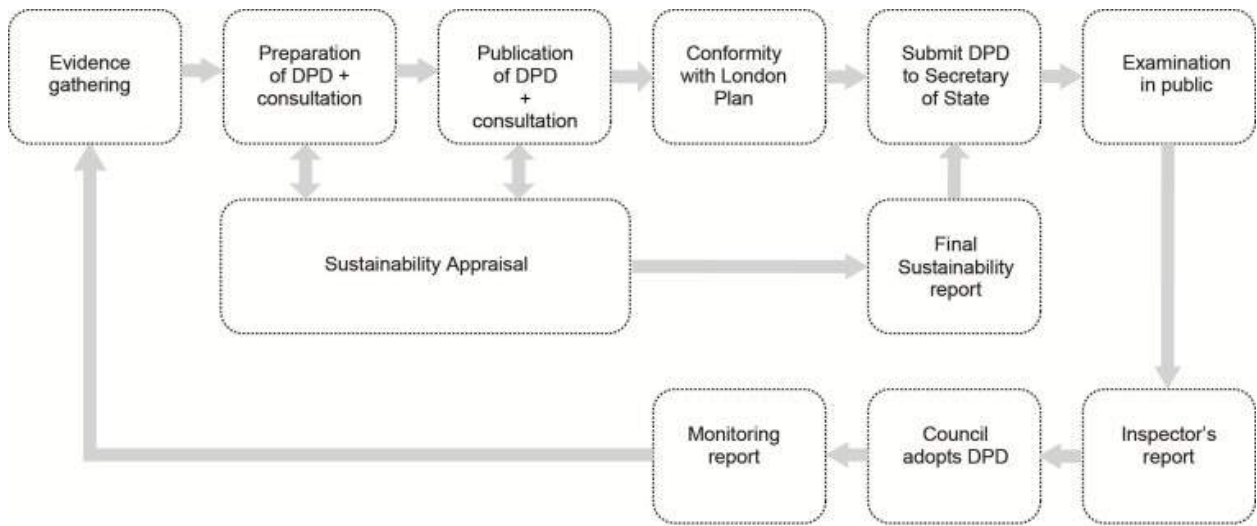 Evidence
gathering
Preparation
of DPD +
consultation
Publication
of DPD
+
consultation
Conformity
with London
Plan
Submit DPD
to Secretary
of State
Examination
in public
Sustainability Appraisal
Final
Sustainability
report
Monitoring
report
Council
adopts DPD
Inspector's
report